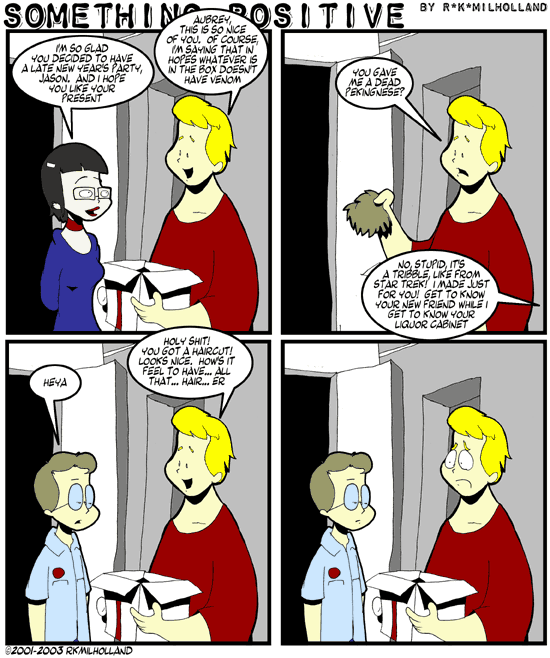 SOMETHING POSITIVE BY R*K*MILHOLLAND
I'M SO GLAD
YOU DECIDED TO HAVE
A LATE NEW YEAR'S PARTY,
JASON. AND I HOPE
YOU LIKE YOUR
PRESENT
AUBREY,
THIS IS SO NICE
OF YOU. OF COURSE,
I'M SAYING THAT IN
HOPES WHATEVER IS
IN THE BOX DOESN'T
HAVE VENOM
YOU GAVE
ME A DEAD
PEKINGNESE?
NO, STUPID, IT'S
A TRIBBLE, LIKE FROM
STAR TREK! I MADE JUST
FOR YOU! GET TO KNOW
YOUR NEW FRIEND WHILE I
GET TO KNOW YOUR
LIQUOR CABINET
HEYA
HOLY SHIT!
YOU GOT A HAIRCUT!
LOOKS NICE. HOW'S IT
FEEL TO HAVE... ALL
THAT... HAIR... ER
©2001-2003 RKMILHOLLAND